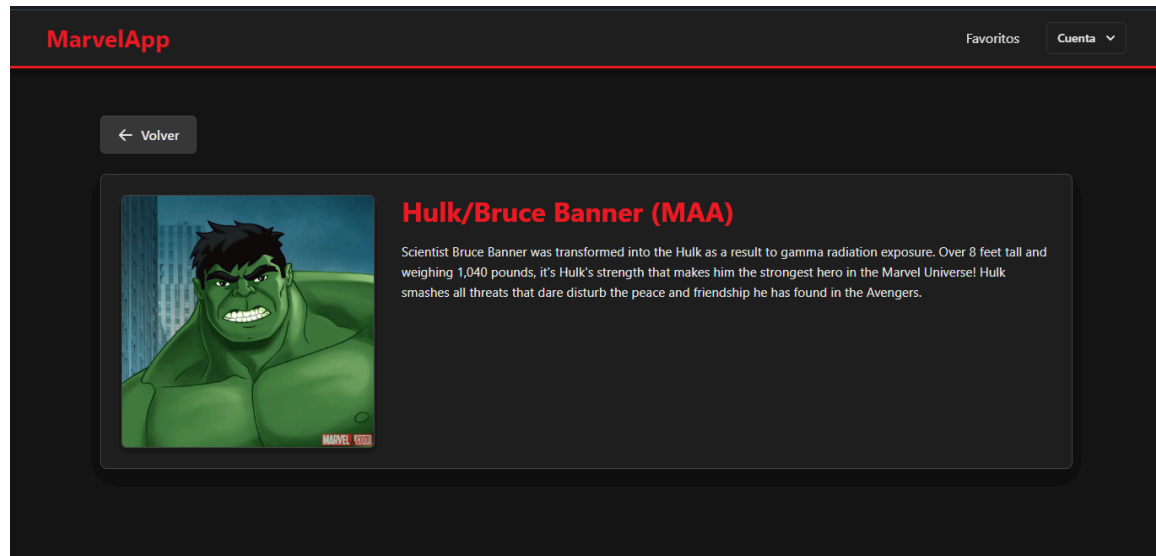 MarvelApp
Favoritos
Cuenta
Volver
Hulk/Bruce Banner (MAA)
Scientist Bruce Banner was transformed into the Hulk as a result to gamma radiation exposure. Over 8 feet tall and
weighing 1,040 pounds, it's Hulk's strength that makes him the strongest hero in the Marvel Universe! Hulk
smashes all threats that dare disturb the peace and friendship he has found in the Avengers.
MARVEL.COM